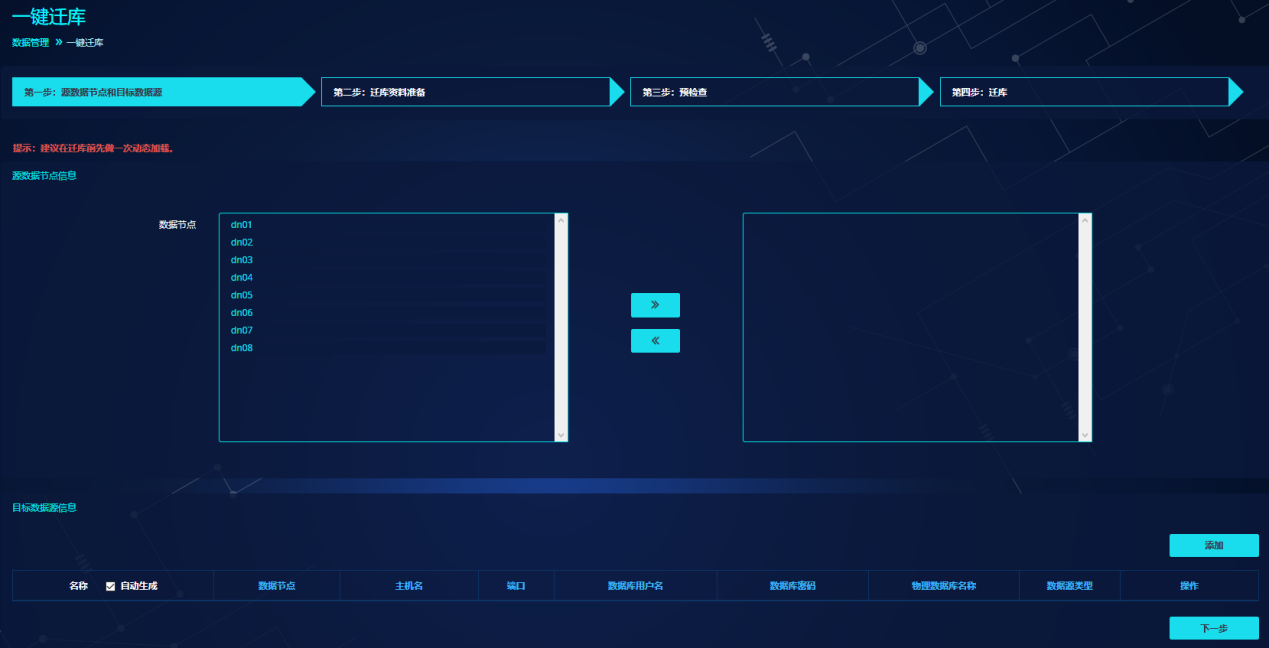 一键迁库
数据管理 » 一键迁库
第一步：源数据节点和目标数据源 第二步：迁库资料准备 第三步：预检查 第四步：迁库
提示：建议在迁库前先做一次动态加载。
源数据节点信息
数据节点
dn01
dn02
dn03
dn04
dn05
dn06
dn07
dn08
»
«
目标数据源信息
添加
名称 自动生成 数据节点 主机名 端口 数据库用户名 数据库密码 物理数据库名称 数据源类型 操作
下一步